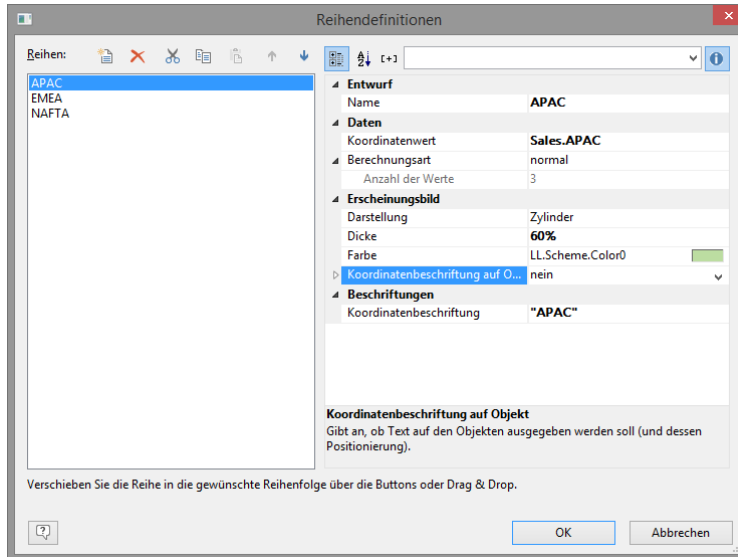 Reihendefinitionen
Reihen:
APAC
EMEA
NAFTA
Entwurf
Name APAC
Daten
Koordinatenwert Sales.APAC
Berechnungsart normal
Anzahl der Werte 3
Erscheinungsbild
Darstellung Zylinder
Dicke 60%
Farbe LL.Scheme.Color0
Koordinatenbeschriftung auf O... nein
Beschriftungen
Koordinatenbeschriftung "APAC"
Koordinatenbeschriftung auf Objekt
Gibt an, ob Text auf den Objekten ausgegeben werden soll (und dessen
Positionierung).
Verschieben Sie die Reihe in die gewünschte Reihenfolge über die Buttons oder Drag & Drop.
OK Abbrechen